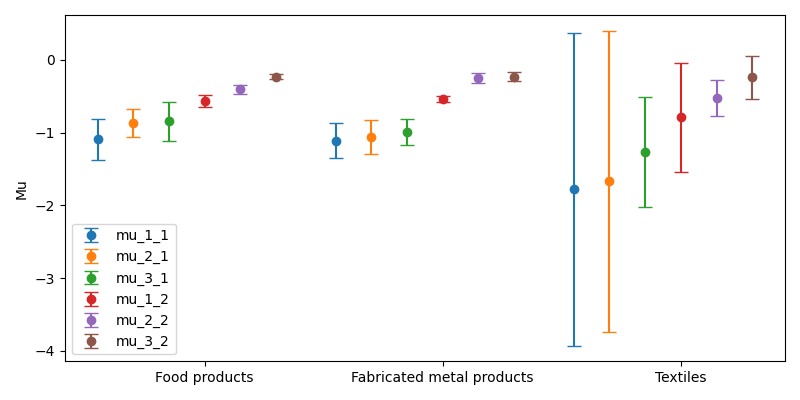 0
−1
−2
−3
−4
Mu
mu_1_1
mu_2_1
mu_3_1
mu_1_2
mu_2_2
mu_3_2
Food products
Fabricated metal products
Textiles